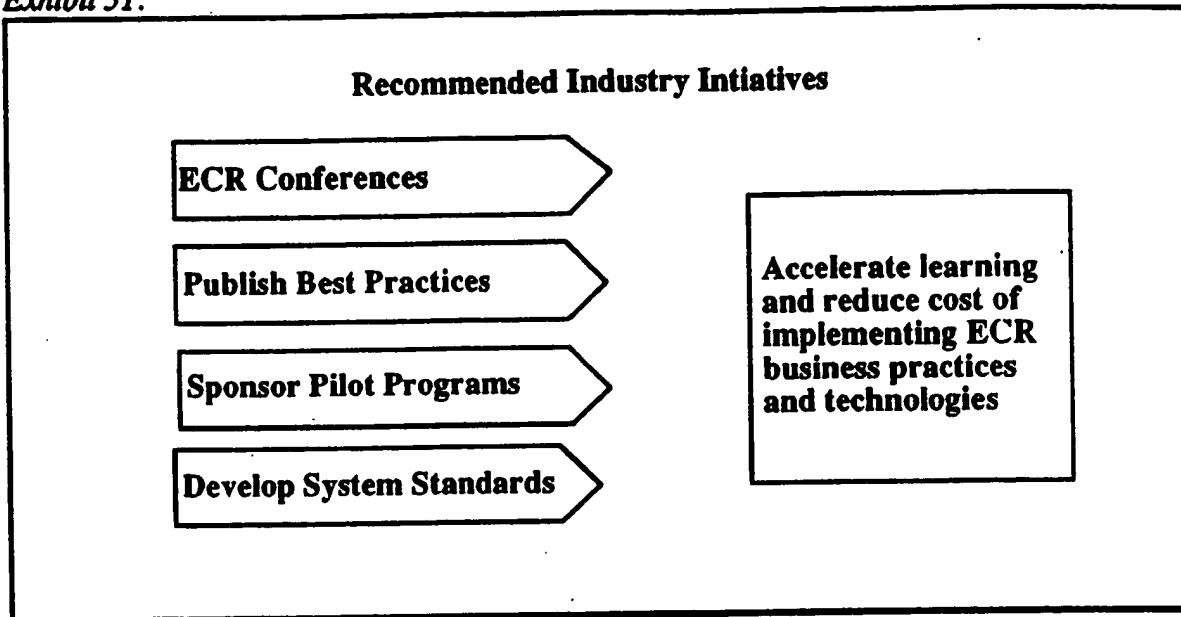 Exhibit 51.
Recommended Industry Intiatives
ECR Conferences
Publish Best Practices
Sponsor Pilot Programs
Develop System Standards
Accelerate learning
and reduce cost of
implementing ECR
business practices
and technologies